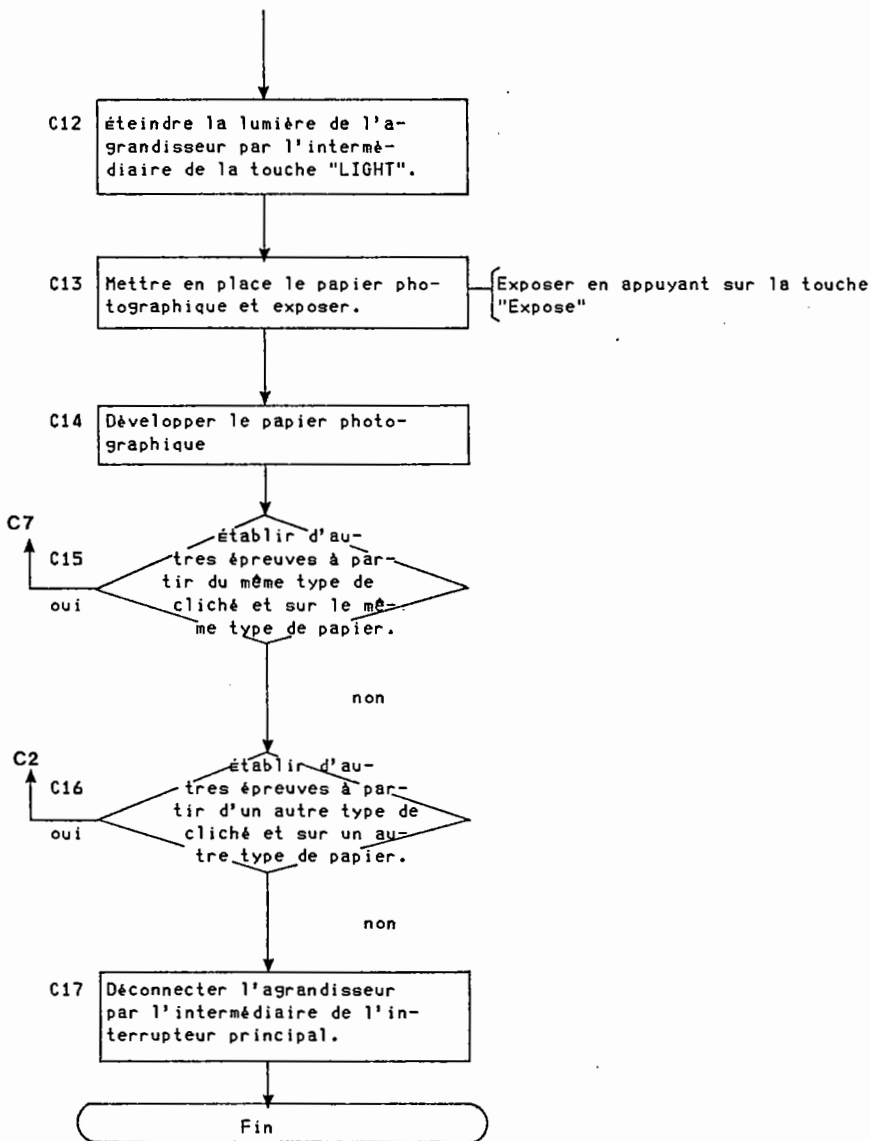 C12
éteindre la lumière de l'a-
grandisseur par l'intermé-
diaire de la touche "LIGHT".
C13
Mettre en place le papier pho-
tographique et exposer.
Exposer en appuyant sur la touche
"Expose"
C14
Développer le papier photo-
graphique
C7
C15
oui
établir d'au-
tres épreuves à par-
tir du même type de
cliché et sur le mê-
me type de papier.
non
C2
C16
oui
établir d'au-
tres épreuves à par-
tir d'un autre type de
cliché et sur un au-
tre type de papier.
non
C17
Déconnecter l'agrandisseur
par l'intermédiaire de l'in-
terrupteur principal.
Fin